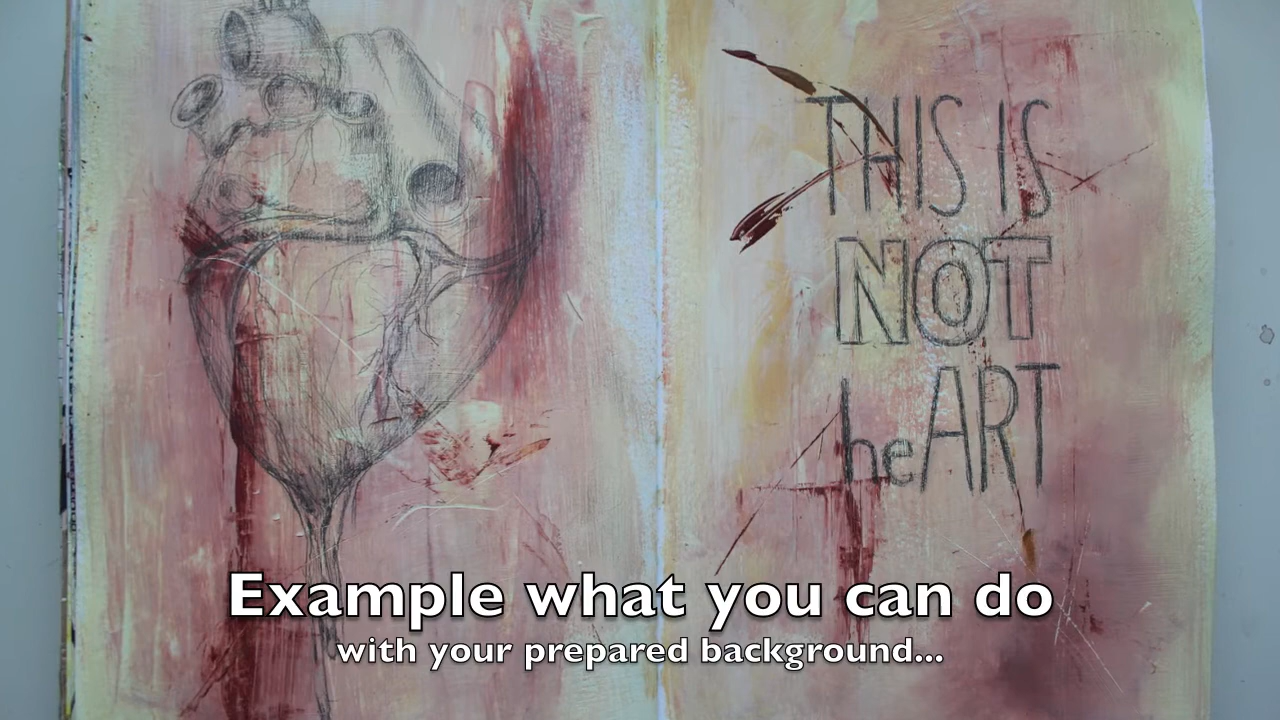 THIS IS
NOT
heART
Example what you can do
with your prepared background...